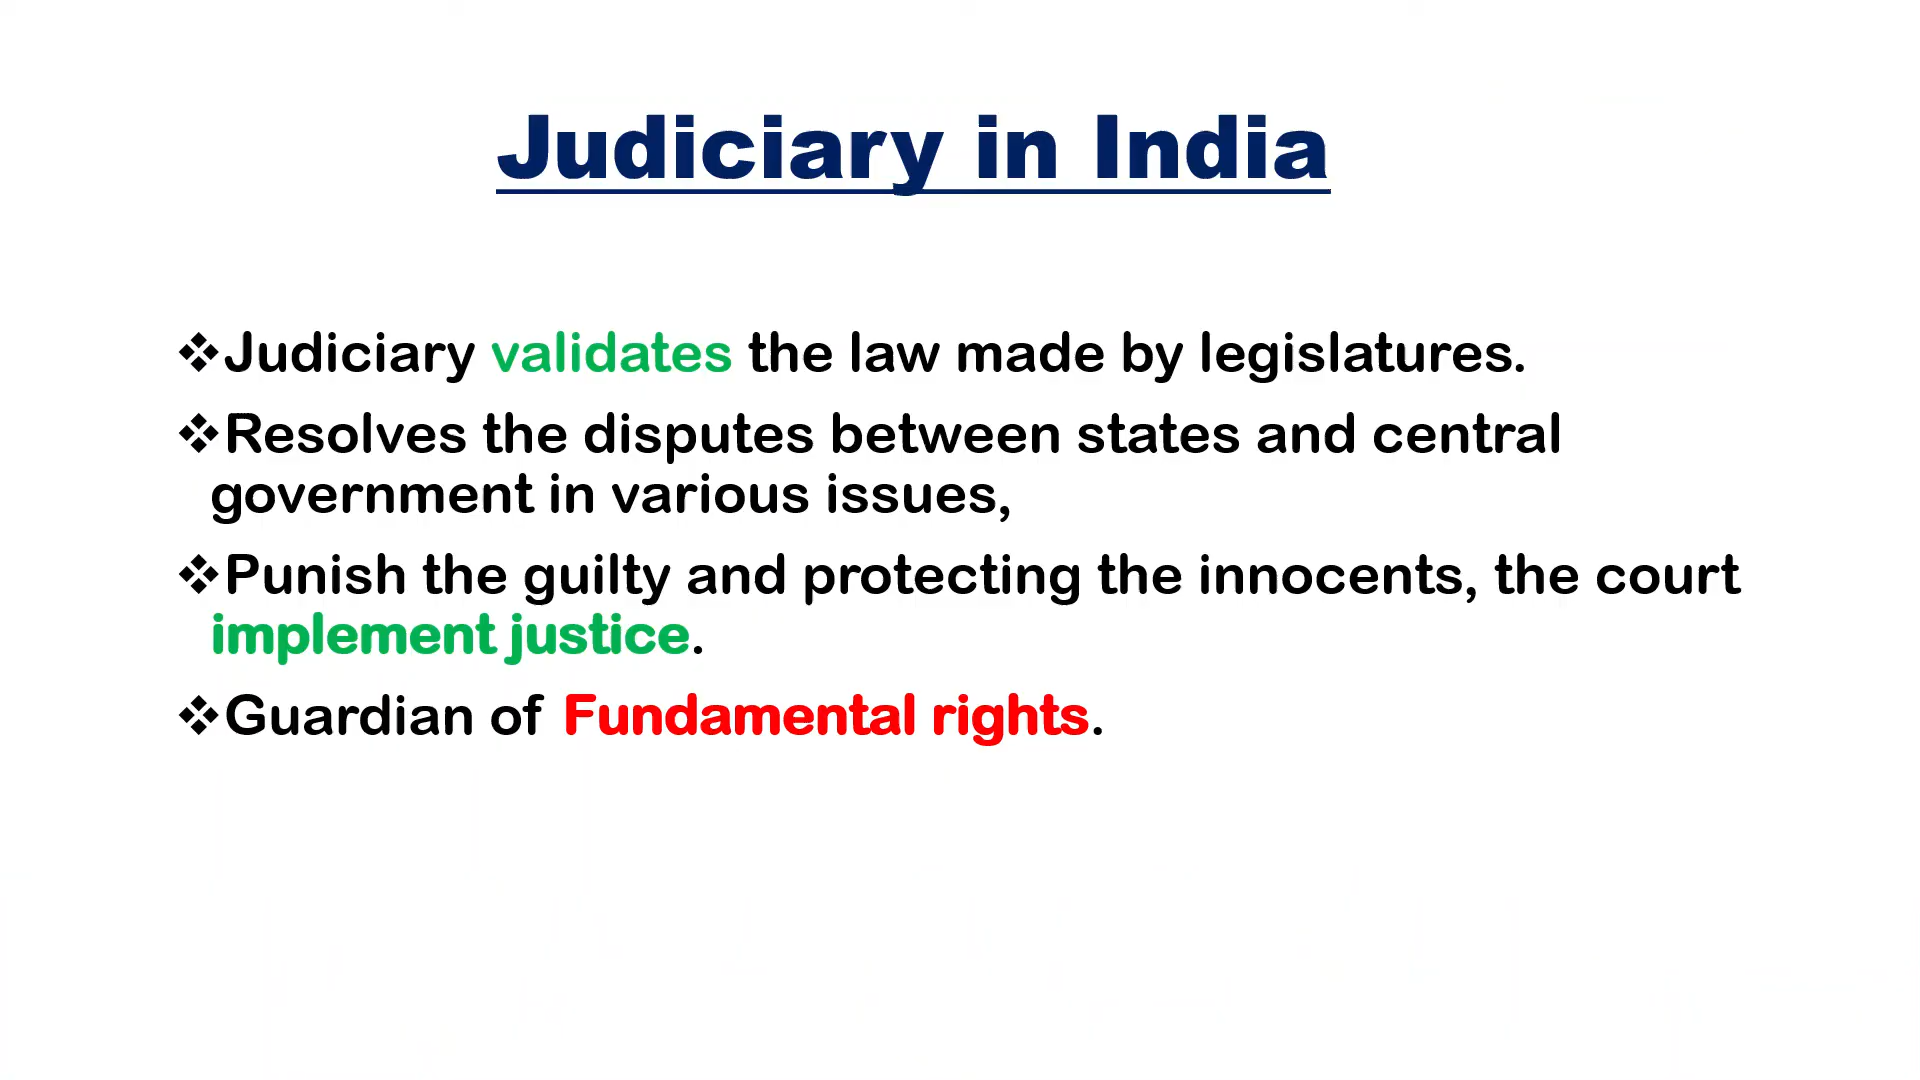 Judiciary in India
❖Judiciary validates the law made by legislatures.
❖Resolves the disputes between states and central
government in various issues,
❖Punish the guilty and protecting the innocents, the court
implement justice.
❖Guardian of Fundamental rights.